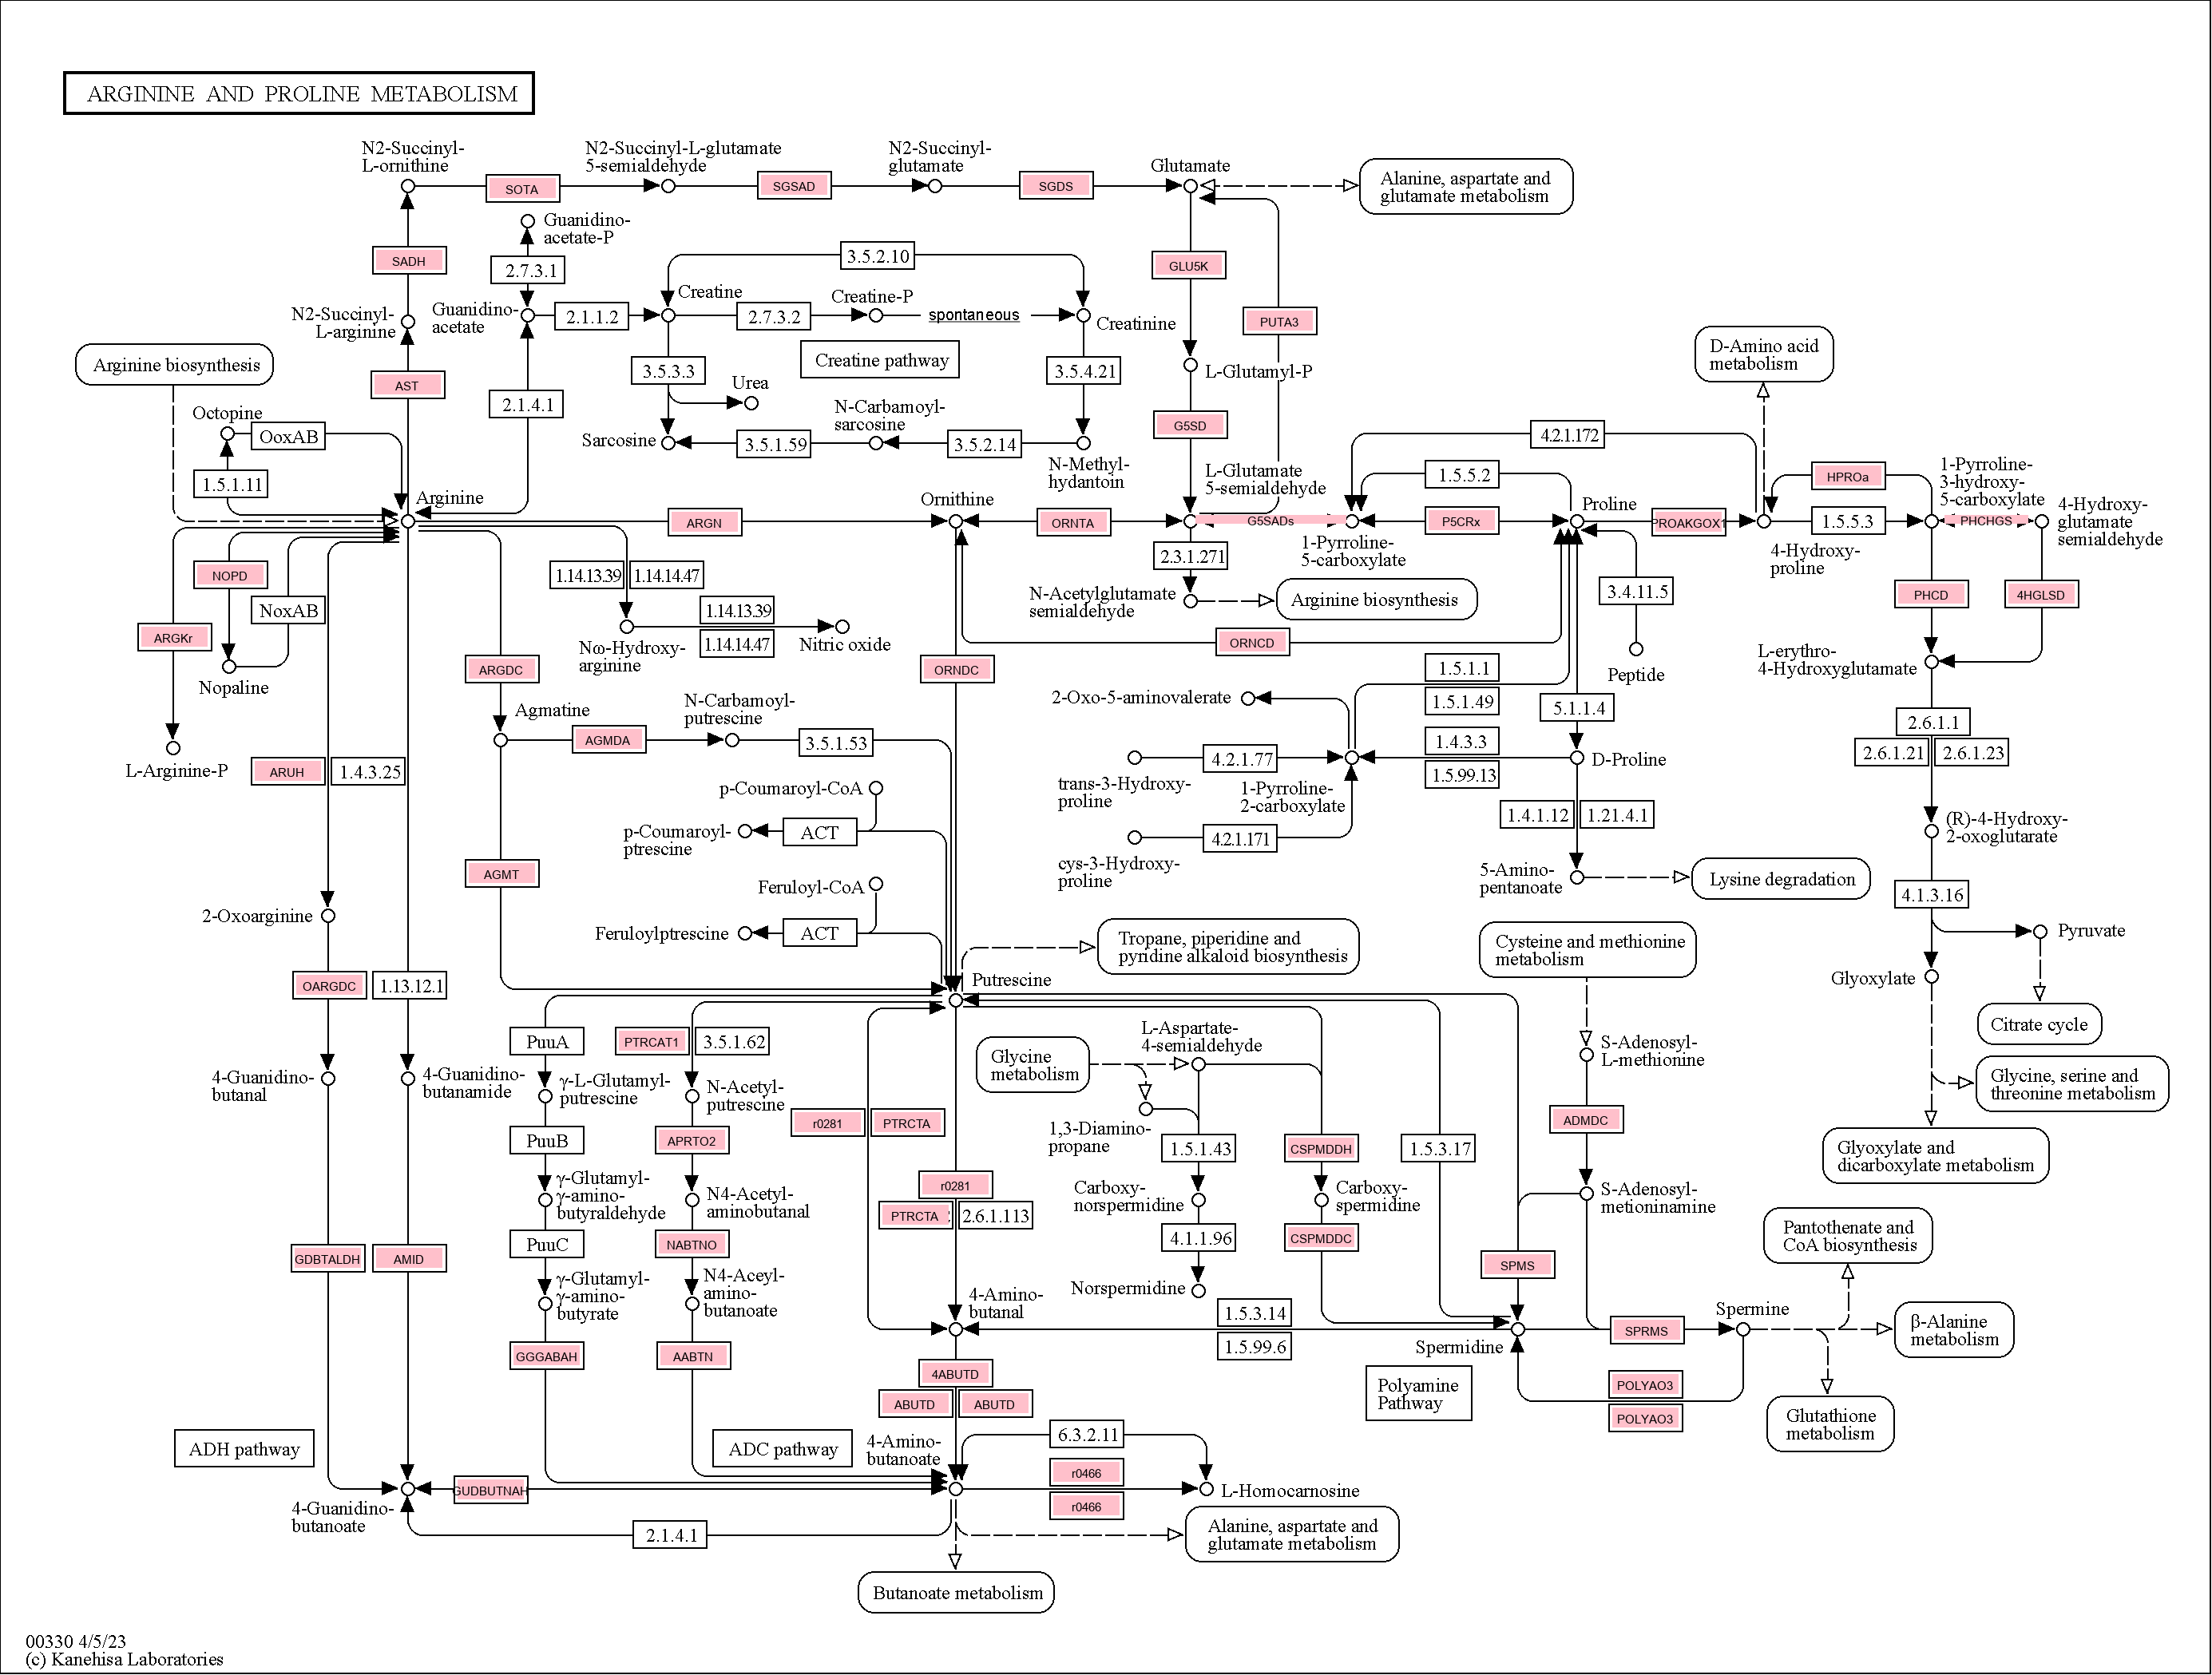 ARGININE AND PROLINE METABOLISM
N2-Succinyl-
L-ornithine
N2-Succinyl-L-glutamate
5-semialdehyde
N2-Succinyl-
glutamate
Glutamate
SOTA
SGSAD
SGDS
Alanine, aspartate and
glutamate metabolism
Guanidino-
acetate-P
SADH
2.7.3.1
3.5.2.10
GLU5K
Creatine
Creatine-P
N2-Succinyl-
L-arginine
Guanidino-
acetate
2.1.1.2
2.7.3.2
spontaneous
Creatinine
PUTA3
Arginine biosynthesis
Creatine pathway
D-Amino acid
metabolism
AST
3.5.3.3
3.5.4.21
L-Glutamyl-P
Urea
2.1.4.1
Octopine
OoxAB
N-Carbamoyl-
sarcosine
Sarcosine
3.5.1.59
3.5.2.14
G5SD
4.2.1.172
N-Methyl-
hydantoin
1.5.1.11
L-Glutamate
5-semialdehyde
1.5.5.2
HPROa
1-Pyrroline-
3-hydroxy-
5-carboxylate
Arginine
Ornithine
Proline
4-Hydroxy-
glutamate
semialdehyde
ARGN
ORNTA
G5SADs
P5CRx
PROAKGOX1
1.5.5.3
PHCHGS
2.3.1.271
1-Pyrroline-
5-carboxylate
4-Hydroxy-
proline
NOPD
1.14.13.39
1.14.14.47
NoxAB
1.14.13.39
N-Acetylglutamate
semialdehyde
Arginine biosynthesis
3.4.11.5
PHCD
4HGLSD
ARGKr
Nω-Hydroxy-
arginine
1.14.14.47
Nitric oxide
ORNCD
Nopaline
ARGDC
ORNDC
1.5.1.1
Peptide
L-erythro-
4-Hydroxyglutamate
Agmatine
N-Carbamoyl-
putrescine
2-Oxo-5-aminovalerate
1.5.1.49
5.1.1.4
2.6.1.1
AGMDA
3.5.1.53
1.4.3.3
2.6.1.21
2.6.1.23
L-Arginine-P
ARUH
1.4.3.25
4.2.1.77
D-Proline
trans-3-Hydroxy-
proline
1-Pyrroline-
2-carboxylate
1.5.99.13
p-Coumaroyl-CoA
1.4.1.12
1.21.4.1
p-Coumaroyl-
ptrescine
ACT
4.2.1.171
(R)-4-Hydroxy-
2-oxoglutarate
cys-3-Hydroxy-
proline
AGMT
Feruloyl-CoA
5-Amino-
pentanoate
Lysine degradation
4.1.3.16
2-Oxoarginine
Feruloylptrescine
ACT
Tropane, piperidine and
pyridine alkaloid biosynthesis
Cysteine and methionine
metabolism
Pyruvate
OARGDC
1.13.12.1
Putrescine
Glyoxylate
PuuA
PTRCAT1
3.5.1.62
L-Aspartate-
4-semialdehyde
Citrate cycle
Glycine
metabolism
S-Adenosyl-
L-methionine
4-Guanidino-
butanal
4-Guanidino-
butanamide
γ-L-Glutamyl-
putrescine
N-Acetyl-
putrescine
Glycine, serine and
threonine metabolism
r0281
PTRCTA
1,3-Diamino-
propane
ADMDC
PuuB
APRTO2
1.5.1.43
CSPMDDH
1.5.3.17
Glyoxylate and
dicarboxylate metabolism
γ-Glutamyl-
γ-amino-
butyraldehyde
N4-Acetyl-
aminobutanal
r0281
Carboxy-
norspermidine
Carboxy-
spermidine
S-Adenosyl-
metioninamine
PTRCTA
2.6.1.113
Pantothenate and
CoA biosynthesis
GDBTALDH
AMID
PuuC
NABTNO
4.1.1.96
CSPMDDC
SPMS
γ-Glutamyl-
γ-amino-
butyrate
N4-Aceyl-
amino-
butanoate
4-Amino-
butanal
Norspermidine
1.5.3.14
Spermine
GGGABAH
AABTN
1.5.99.6
Spermidine
SPRMS
β-Alanine
metabolism
4ABUTD
Polyamine
Pathway
POLYAO3
ABUTD
ABUTD
POLYAO3
Glutathione
metabolism
ADH pathway
ADC pathway
4-Amino-
butanoate
6.3.2.11
r0466
GUDBUTNAH
L-Homocarnosine
4-Guanidino-
butanoate
r0466
2.1.4.1
Alanine, aspartate and
glutamate metabolism
Butanoate metabolism
00330 4/5/23
(c) Kanehisa Laboratories